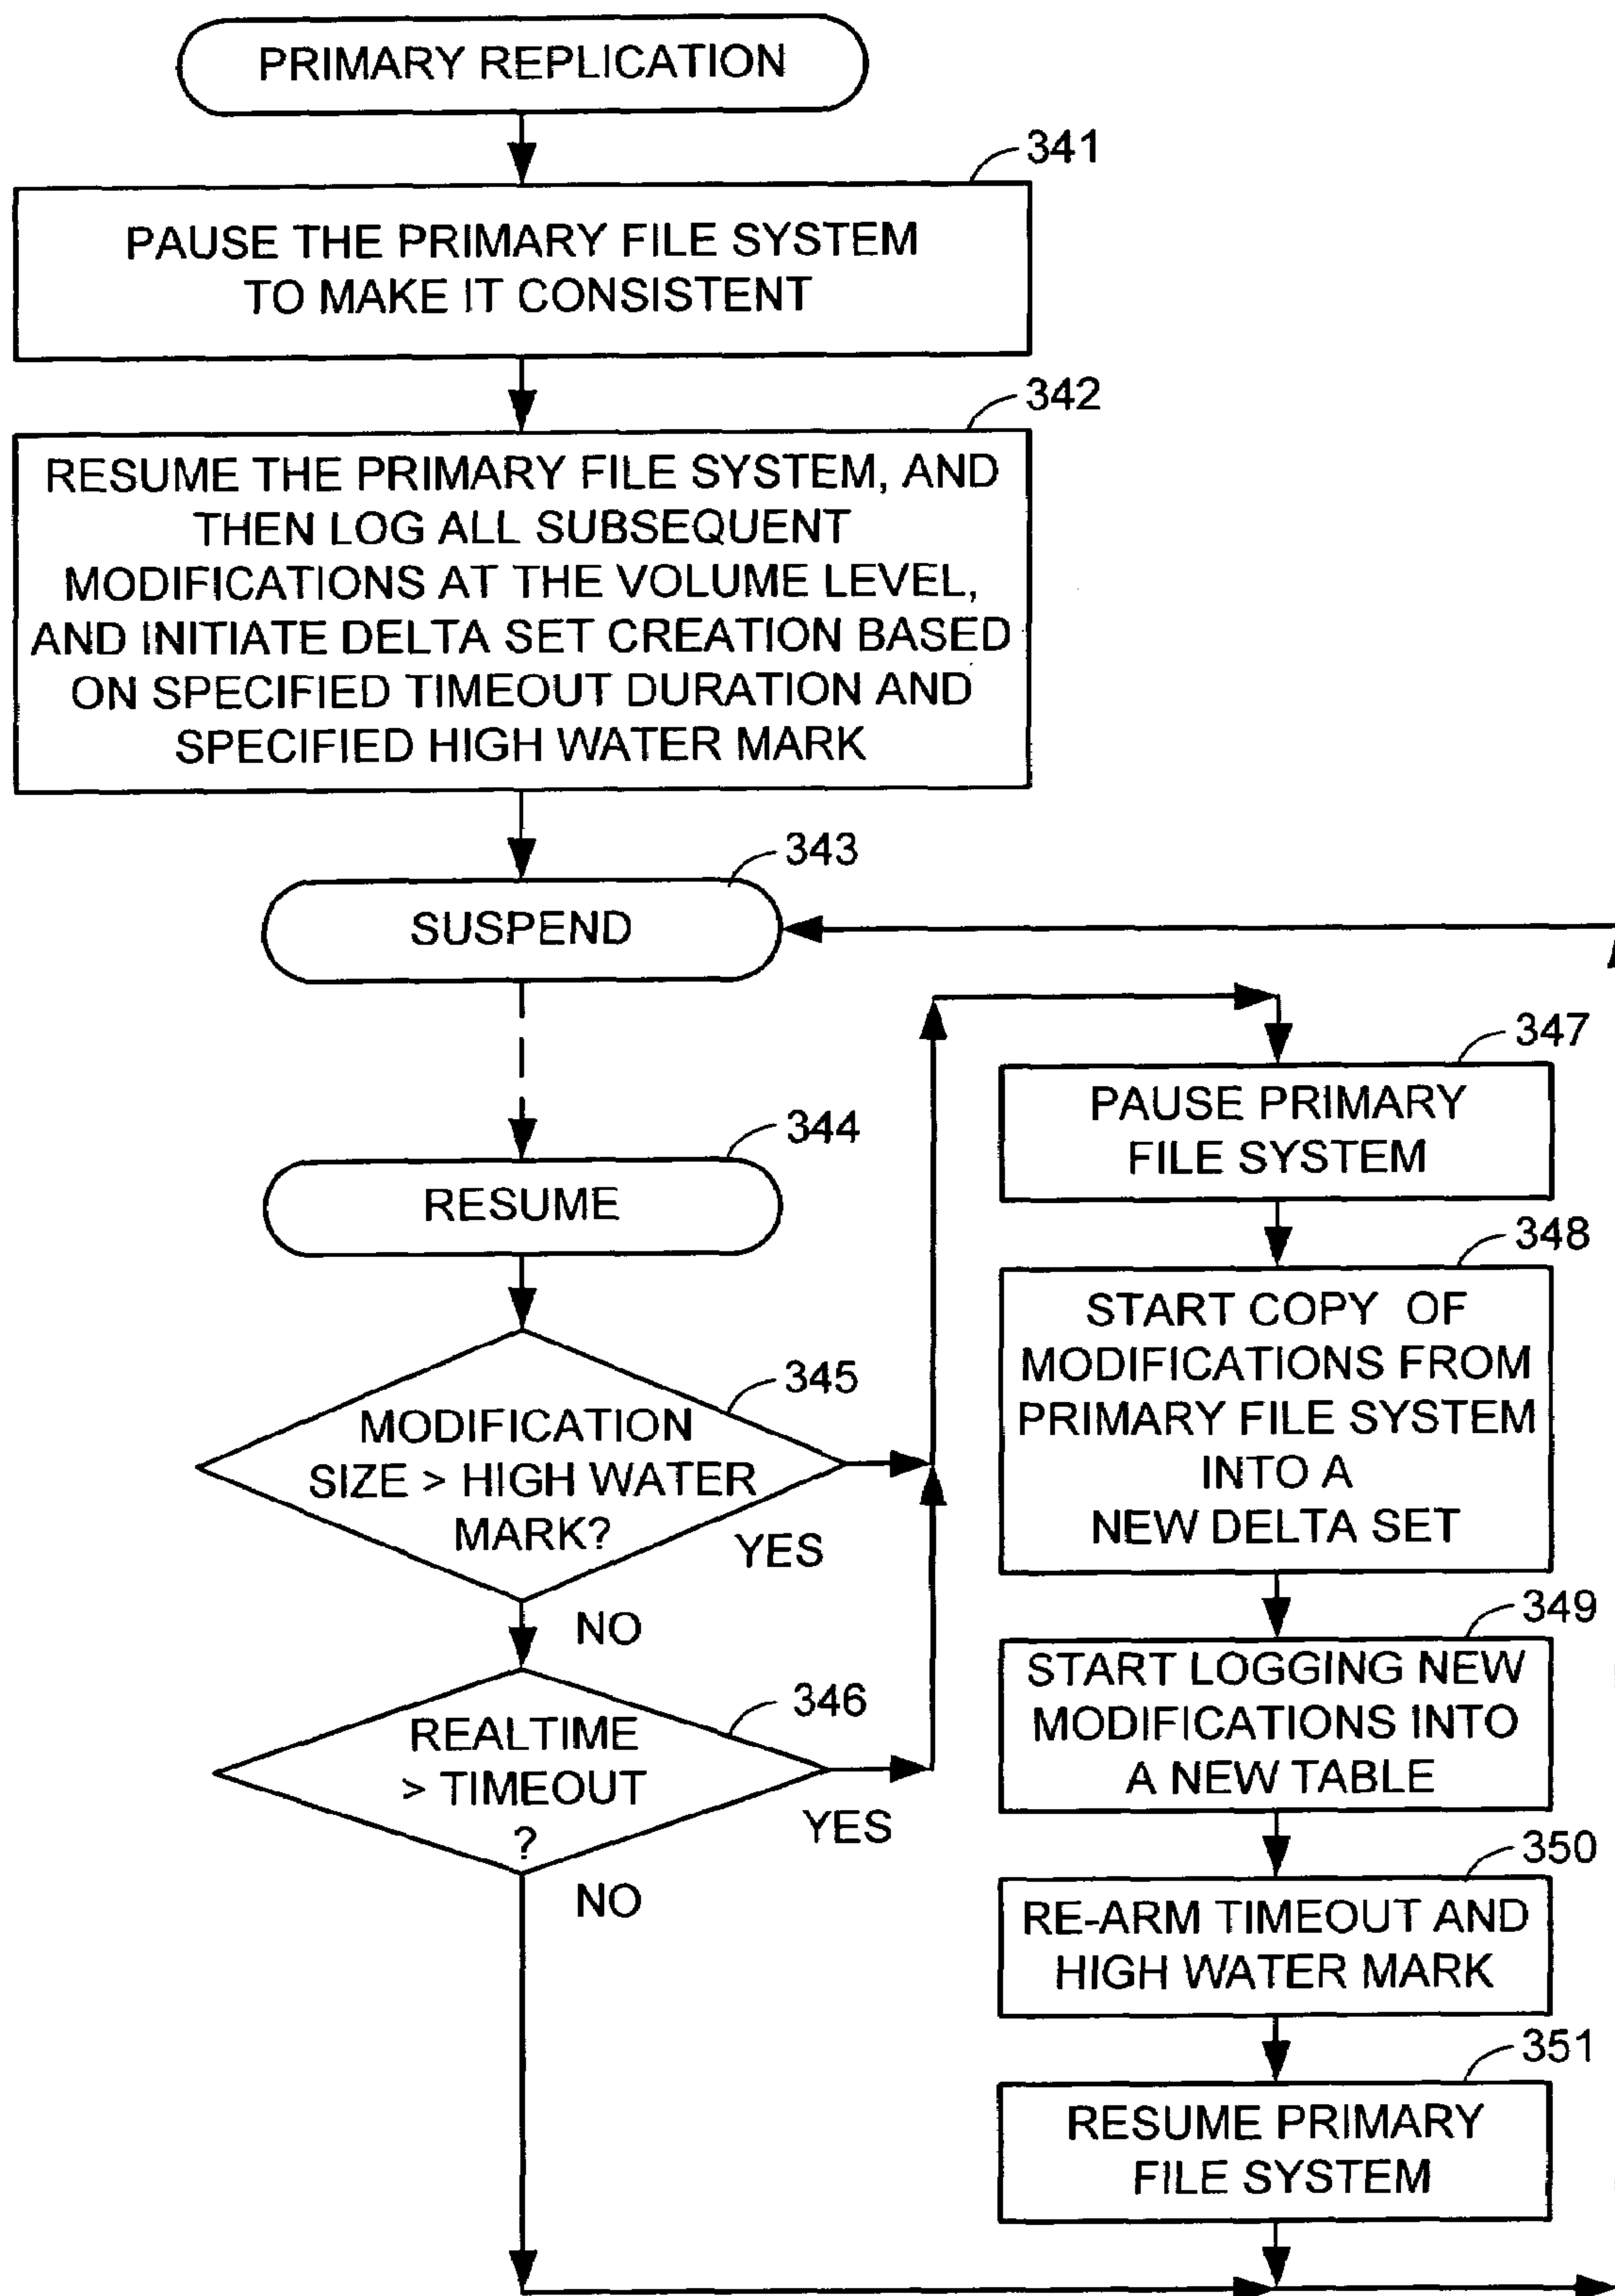 PRIMARY REPLICATION
341
PAUSE THE PRIMARY FILE SYSTEM
TO MAKE IT CONSISTENT
342
RESUME THE PRIMARY FILE SYSTEM, AND
THEN LOG ALL SUBSEQUENT
MODIFICATIONS AT THE VOLUME LEVEL,
AND INITIATE DELTA SET CREATION BASED
ON SPECIFIED TIMEOUT DURATION AND
SPECIFIED HIGH WATER MARK
343
SUSPEND
344
RESUME
345
MODIFICATION
SIZE > HIGH WATER
MARK?
YES
NO
346
REALTIME
> TIMEOUT
?
YES
NO
347
PAUSE PRIMARY
FILE SYSTEM
348
START COPY OF
MODIFICATIONS FROM
PRIMARY FILE SYSTEM
INTO A
NEW DELTA SET
349
START LOGGING NEW
MODIFICATIONS INTO
A NEW TABLE
350
RE-ARM TIMEOUT AND
HIGH WATER MARK
351
RESUME PRIMARY
FILE SYSTEM